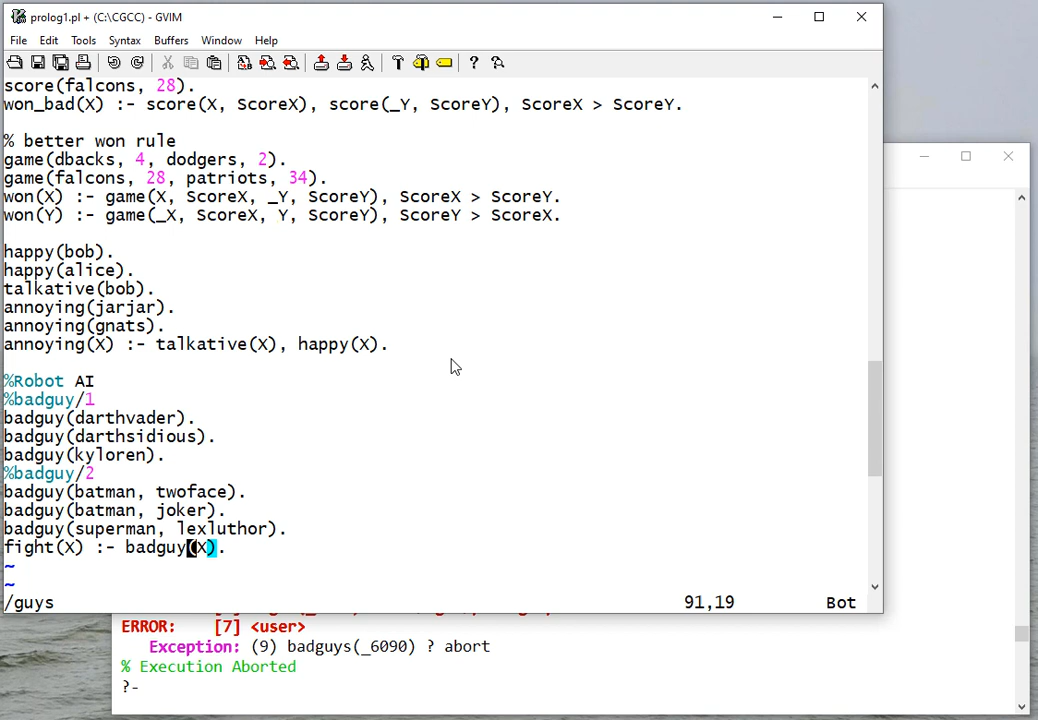 prolog1.pl + (C:\CGCC) - GVIM
File Edit Tools Syntax Buffers Window Help
score(falcons, 28).
won_bad(X) :- score(X, ScoreX), score(_Y, ScoreY), ScoreX > ScoreY.
% better won rule
game(dbacks, 4, dodgers, 2).
game(falcons, 28, patriots, 34).
won(X) :- game(X, ScoreX, _Y, ScoreY), ScoreX > ScoreY.
won(Y) :- game(_X, ScoreX, Y, ScoreY), ScoreY > ScoreX.
happy(bob).
happy(alice).
talkative(bob).
annoying(jarjar).
annoying(gnats).
annoying(X) :- talkative(X), happy(X).
%Robot AI
%badguy/1
badguy(darthvader).
badguy(darthsidious).
badguy(kyloren).
%badguy/2
badguy(batman, twoface).
badguy(batman, joker).
badguy(superman, lexluthor).
fight(X) :- badguy(X).
~
~
/guys 91,19 Bot
ERROR: [7] <user>
Exception: (9) badguys(_6090) ? abort
% Execution Aborted
?-